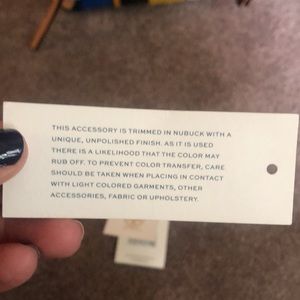 THIS ACCESSORY IS TRIMMED IN NUBUCK WITH A
UNIQUE, UNPOLISHED FINISH. AS IT IS USED
THERE IS A LIKELIHOOD THAT THE COLOR MAY
RUB OFF. TO PREVENT COLOR TRANSFER, CARE
SHOULD BE TAKEN WHEN PLACING IN CONTACT
WITH LIGHT COLORED GARMENTS, OTHER
ACCESSORIES, FABRIC OR UPHOLSTERY.